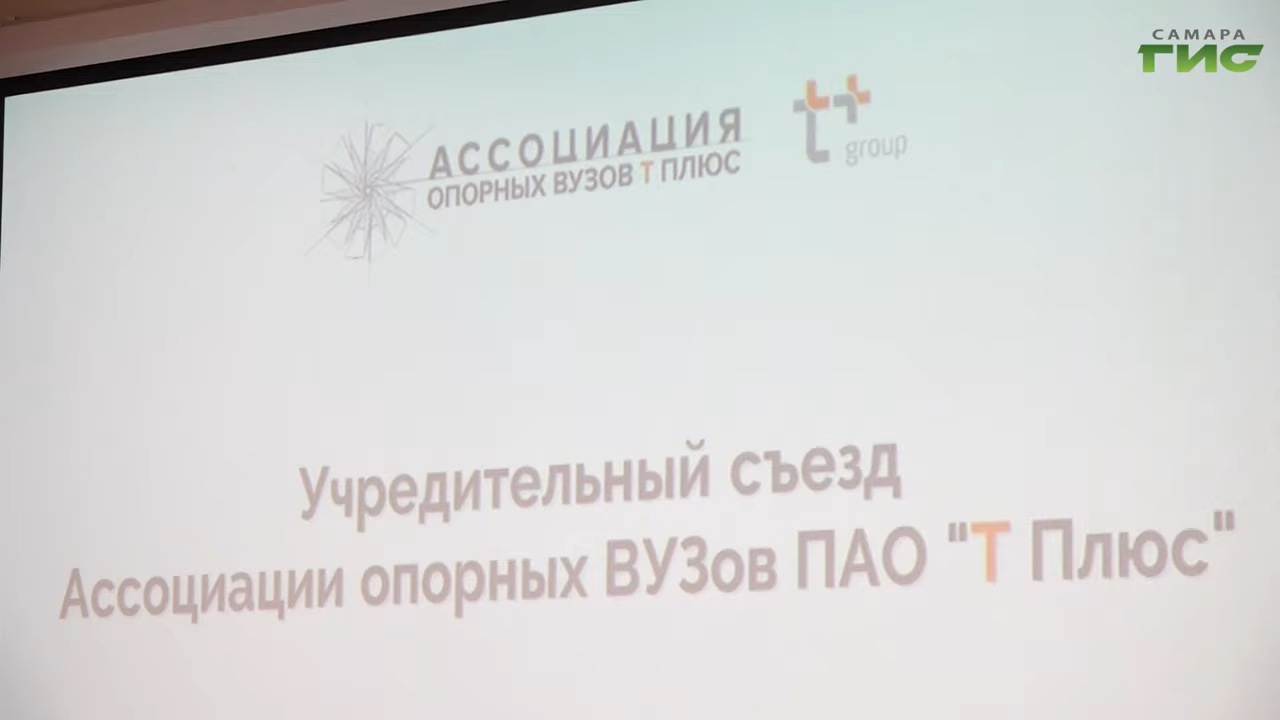 САМАРА
ГИС
АССОЦИАЦИЯ
ОПОРНЫХ ВУЗОВ Т ПЛЮС
t+
group
Учредительный съезд
Ассоциации опорных ВУЗов ПАО "Т Плюс"